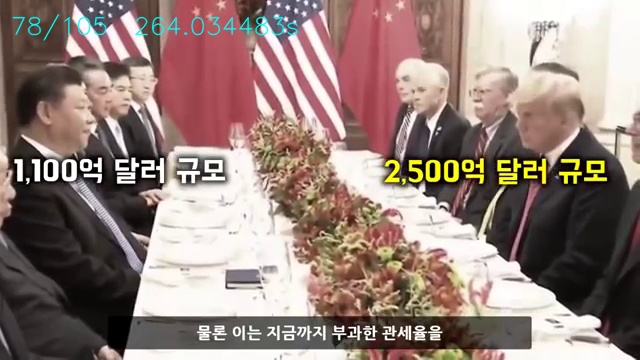 78/105 264.034483s
1,100억 달러 규모
2,500억 달러 규모
물론 이는 지금까지 부과한 관세율을